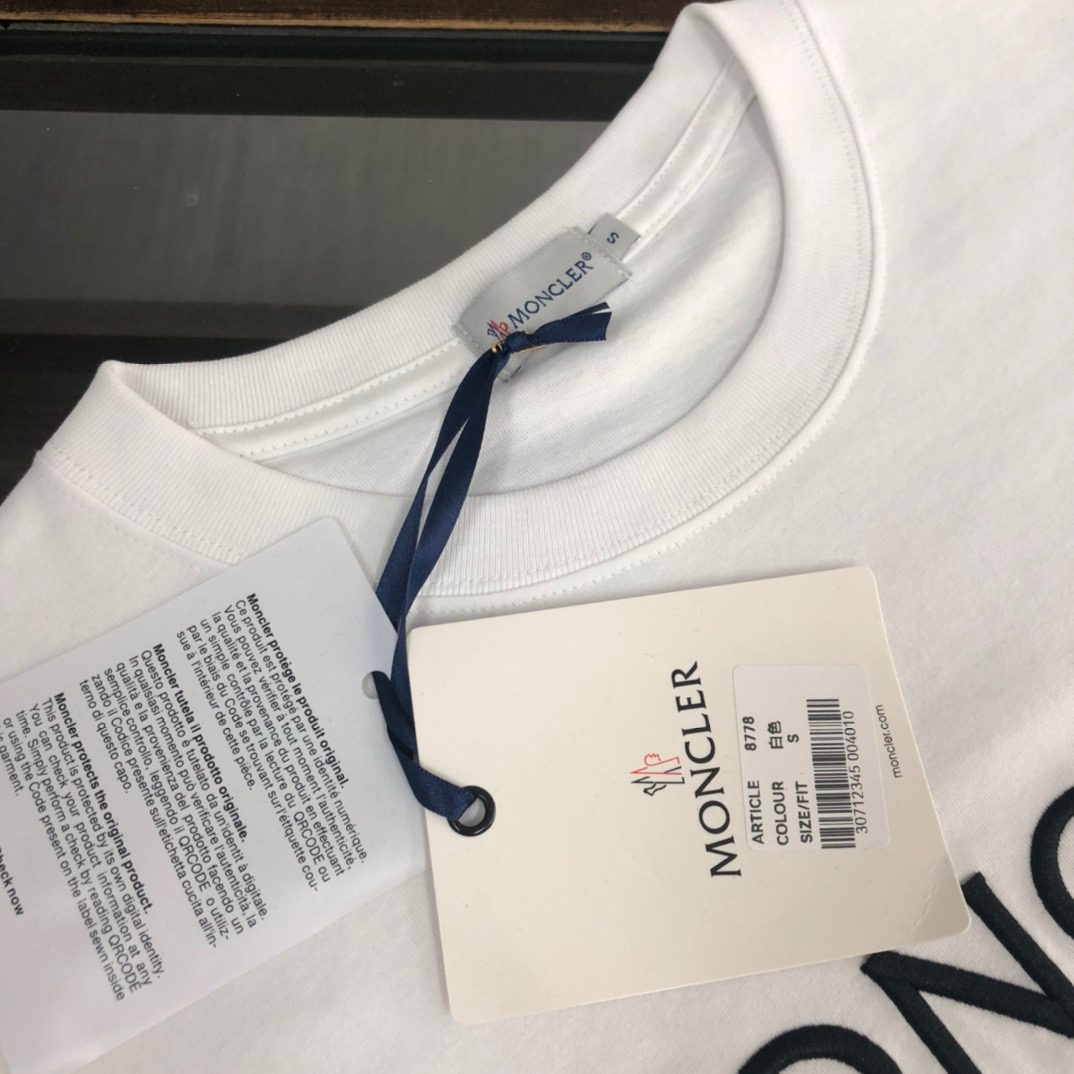 S
MONCLER®
Moncler protège le produit original.
Ce produit est protégé par une identité numérique.
Vous pouvez vérifier à tout moment l'authenticité,
la qualité et la provenance du produit en effectuant
un simple contrôle par la lecture du QRCODE ou
par le biais du Code se trouvant sur l'étiquette cou-
sue à l'intérieur de cette pièce.
Moncler tutela il prodotto originale.
Questo prodotto è tutelato da un'identit à digitale.
In qualsiasi momento può verificare l'autenticità, la
qualità e la provenienza del prodotto facendo un
semplice controllo, leggendo il QRCODE o utiliz-
zando il Codice presente sull'etichetta cucita all'in-
terno di questo capo.
Moncler protects the original product.
This product is protected by its own digital identity.
You can check your product information at any
time. Simply perform a check by reading QRCODE
or using the Code present on the label sewn inside
garment.
Check now
MONCLER
ARTICLE 8778
COLOUR 白色
SIZE/FIT S
30712345 004010
moncler.com
ONC